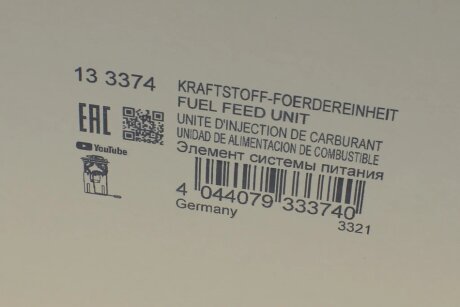 13 3374
KRAFTSTOFF-FOERDEREINHEIT
FUEL FEED UNIT
UNITE D'INJECTION DE CARBURANT
UNIDAD DE ALIMENTACION DE COMBUSTIBLE
Элемент системы питания
EAC
YouTube
4 044079 333740
Germany
3321